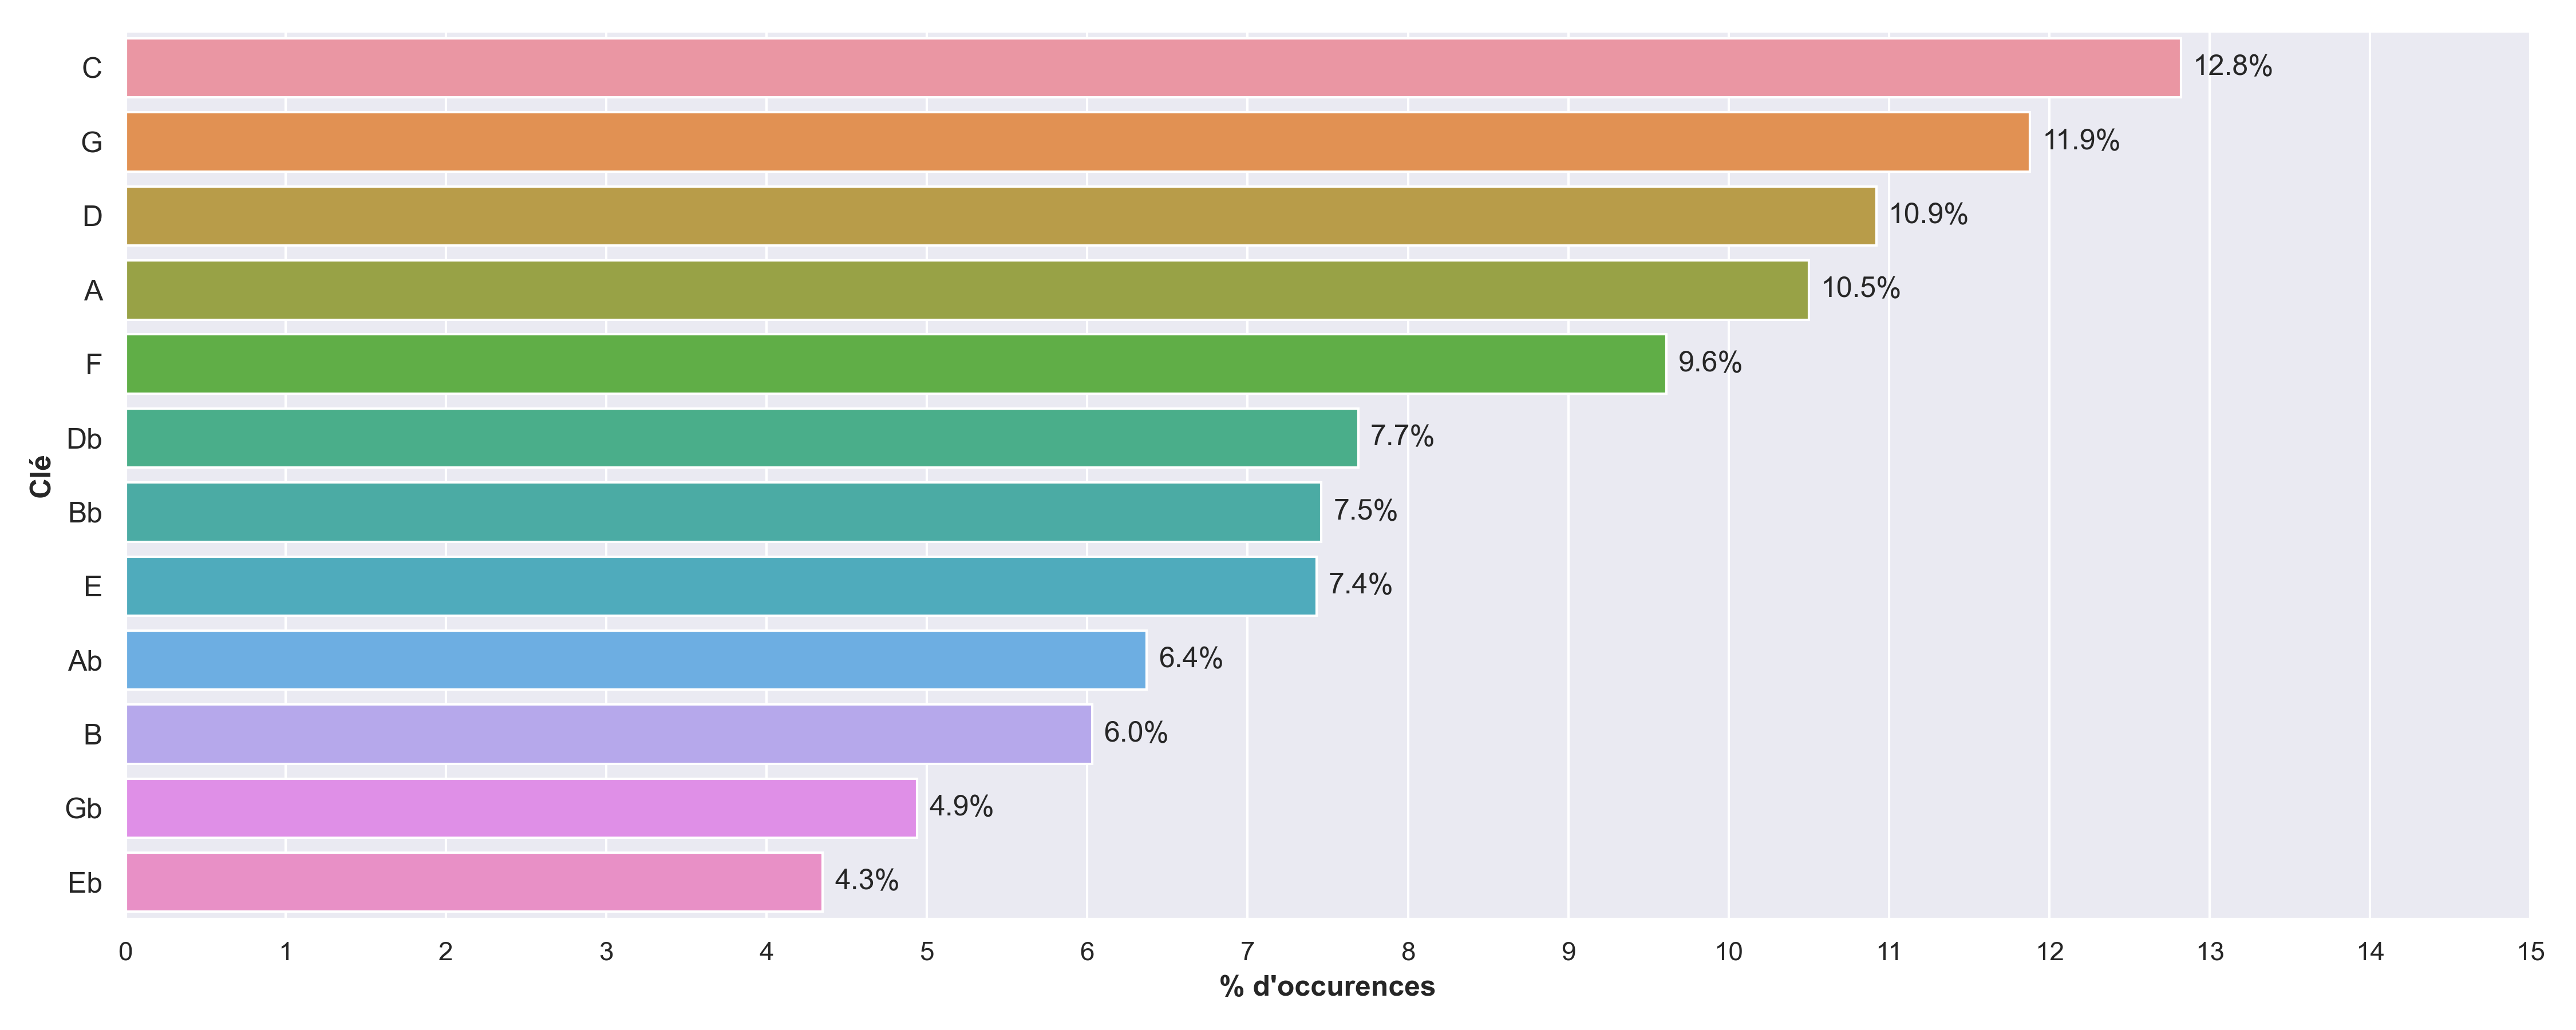 C 12.8%
G 11.9%
D 10.9%
A 10.5%
F 9.6%
Db 7.7%
Bb 7.5%
E 7.4%
Ab 6.4%
B 6.0%
Gb 4.9%
Eb 4.3%
Clé
0 1 2 3 4 5 6 7 8 9 10 11 12 13 14 15
% d'occurences